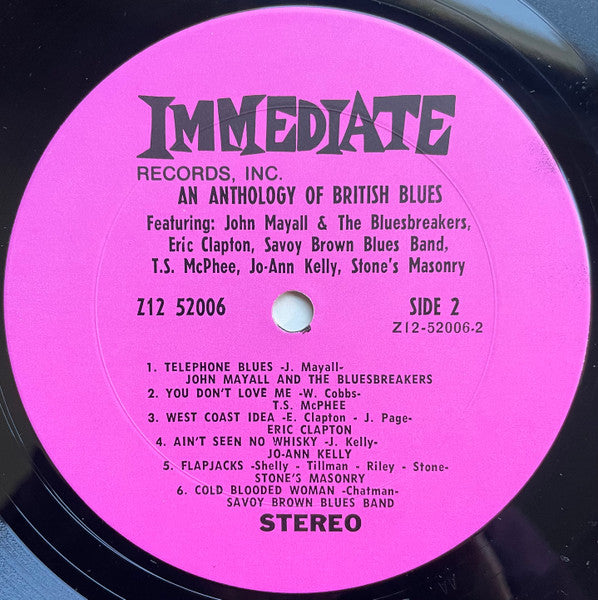 IMMEDIATE
RECORDS, INC.
AN ANTHOLOGY OF BRITISH BLUES
Featuring: John Mayall & The Bluesbreakers,
Eric Clapton, Savoy Brown Blues Band,
T.S. McPhee, Jo-Ann Kelly, Stone's Masonry
Z12 52006 SIDE 2
Z12-52006-2
1. TELEPHONE BLUES -J. Mayall-
JOHN MAYALL AND THE BLUESBREAKERS
2. YOU DON'T LOVE ME -W. Cobbs-
T.S. McPHEE
3. WEST COAST IDEA -E. Clapton - J. Page-
ERIC CLAPTON
4. AIN'T SEEN NO WHISKY -J. Kelly-
JO-ANN KELLY
5. FLAPJACKS -Shelly - Tillman - Riley - Stone-
STONE'S MASONRY
6. COLD BLOODED WOMAN -Chatman-
SAVOY BROWN BLUES BAND
STEREO